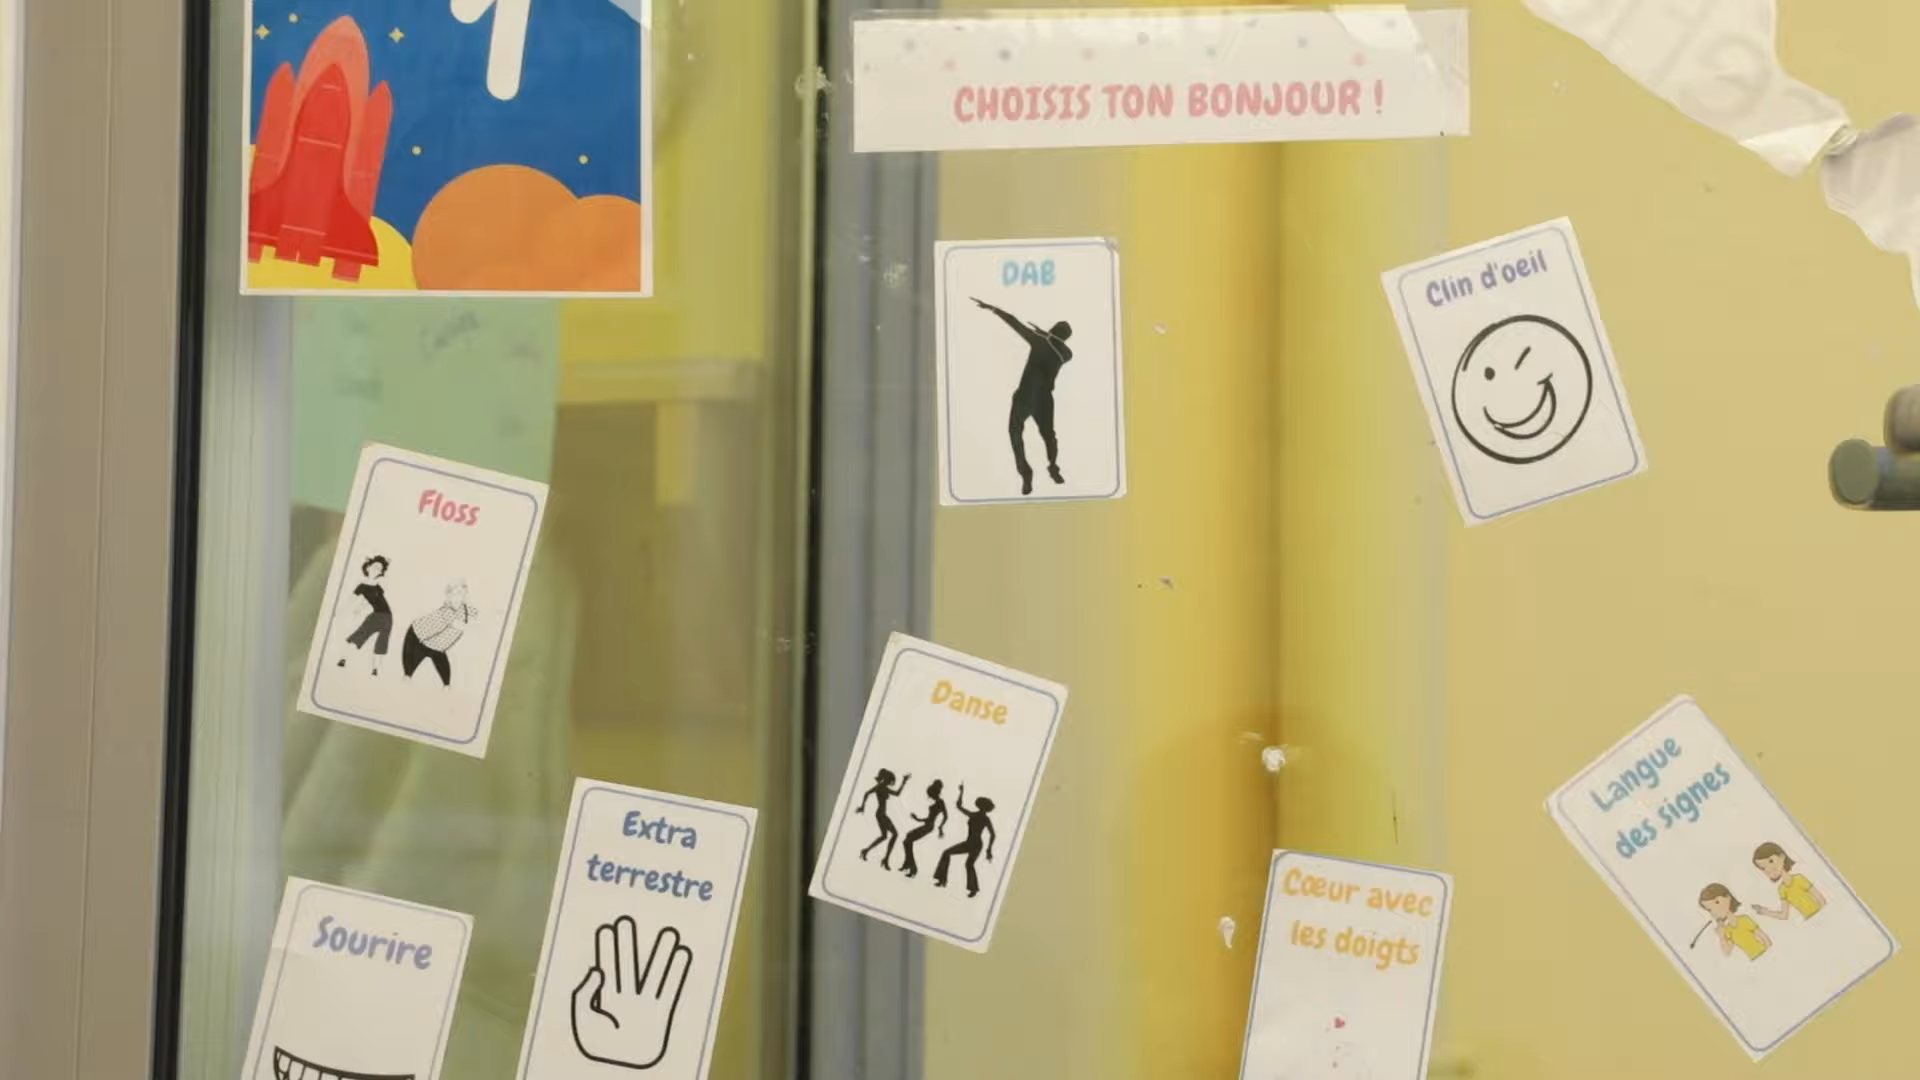 CHOISIS TON BONJOUR !
DAB
Clin d'oeil
Floss
Danse
Langue
des signes
Extra
terrestre
Cœur avec
les doigts
Sourire